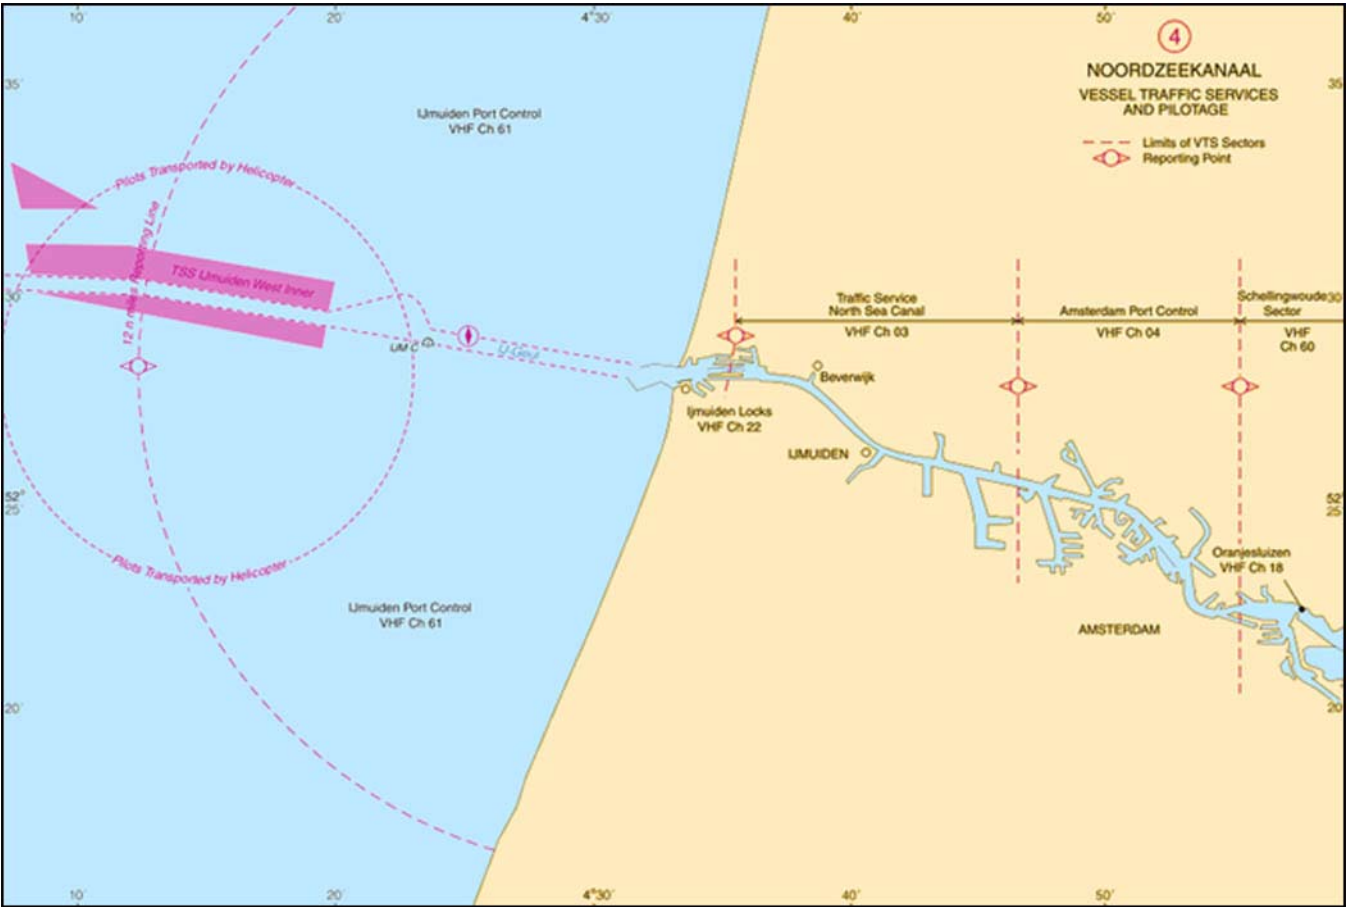 10´
20´
4°30´
40´
50´
4
NOORDZEEKANAAL
VESSEL TRAFFIC SERVICES
AND PILOTAGE
Limits of VTS Sectors
Reporting Point
35´
35
IJmuiden Port Control
VHF Ch 61
Pilots Transported by Helicopter
12 n miles Reporting Line
TSS IJmuiden West Inner
30´
30
Traffic Service
North Sea Canal
VHF Ch 03
Amsterdam Port Control
VHF Ch 04
Schellingwoude
Sector
VHF
Ch 60
IJM C
IJ-Geul
Beverwijk
Ijmuiden Locks
VHF Ch 22
IJMUIDEN
52°
25´
52°
25
Oranjesluizen
VHF Ch 18
Pilots Transported by Helicopter
IJmuiden Port Control
VHF Ch 61
AMSTERDAM
20´
20
10´
20´
4°30´
40´
50´